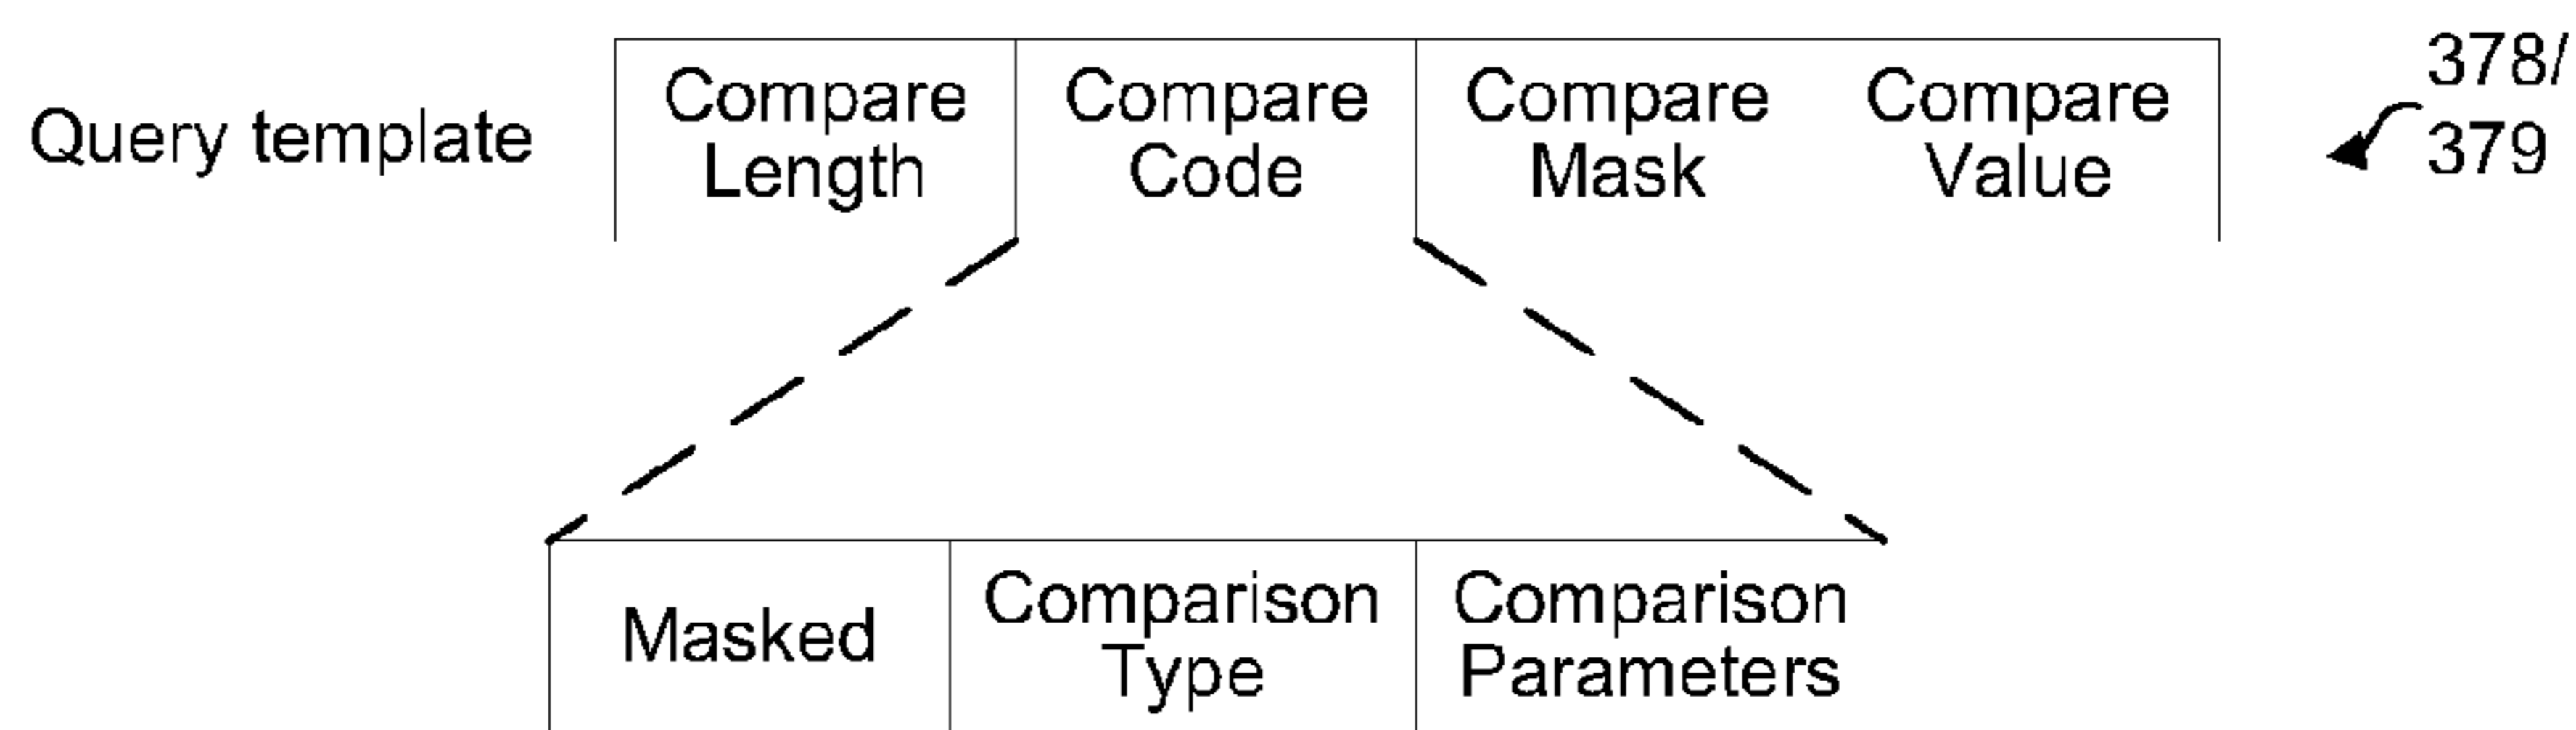 Query template
Compare Length
Compare Code
Compare Mask
Compare Value
378/
379
Masked
Comparison Type
Comparison Parameters